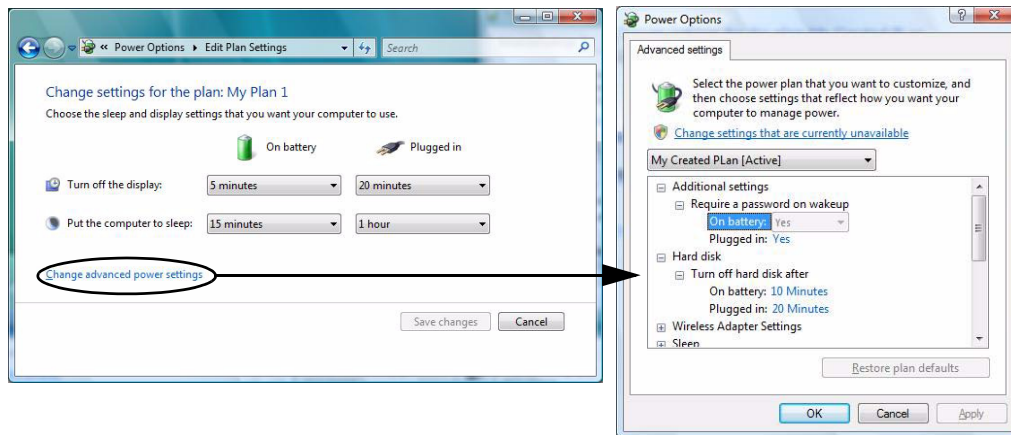 « Power Options ▸ Edit Plan Settings
Search
Change settings for the plan: My Plan 1
Choose the sleep and display settings that you want your computer to use.
On battery
Plugged in
Turn off the display:
5 minutes
20 minutes
Put the computer to sleep:
15 minutes
1 hour
Change advanced power settings
Save changes
Cancel
Power Options
Advanced settings
Select the power plan that you want to customize, and
then choose settings that reflect how you want your
computer to manage power.
Change settings that are currently unavailable
My Created PLan [Active]
Additional settings
Require a password on wakeup
On battery: Yes
Plugged in: Yes
Hard disk
Turn off hard disk after
On battery: 10 Minutes
Plugged in: 20 Minutes
Wireless Adapter Settings
Sleep
Restore plan defaults
OK
Cancel
Apply